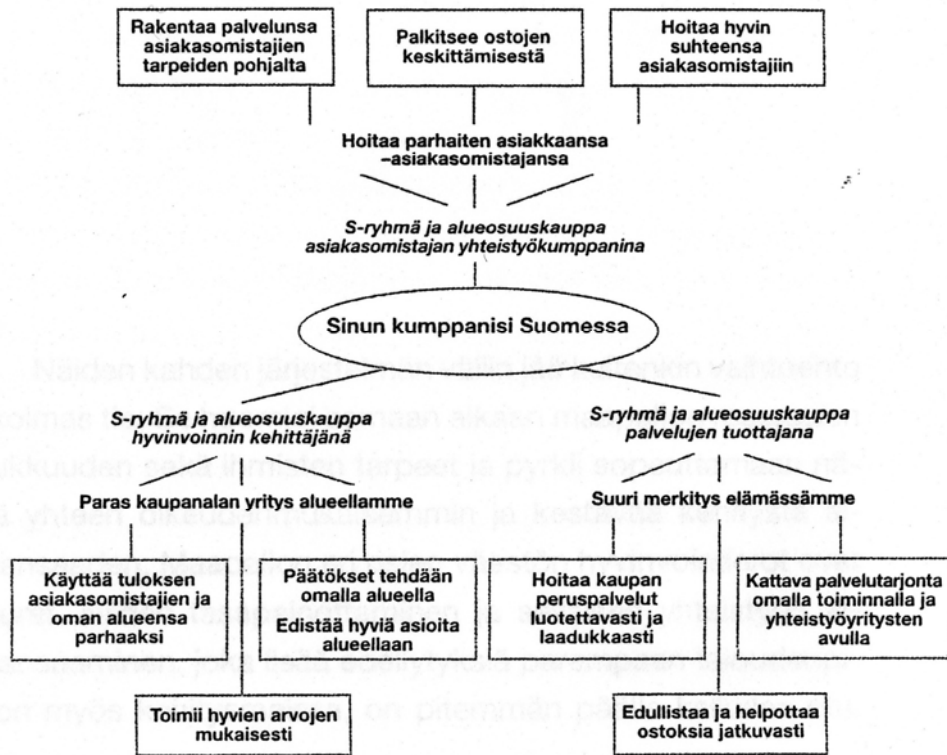 Rakentaa palvelunsa
asiakasomistajien
tarpeiden pohjalta
Palkitsee ostojen
keskittämisestä
Hoitaa hyvin
suhteensa
asiakasomistajiin
Hoitaa parhaiten asiakkaansa
–asiakasomistajansa
S-ryhmä ja alueosuuskauppa
asiakasomistajan yhteistyökumppanina
Sinun kumppanisi Suomessa
S-ryhmä ja alueosuuskauppa
hyvinvoinnin kehittäjänä
S-ryhmä ja alueosuuskauppa
palvelujen tuottajana
Paras kaupanalan yritys alueellamme
Suuri merkitys elämässämme
Käyttää tuloksen
asiakasomistajien ja
oman alueensa
parhaaksi
Päätökset tehdään
omalla alueella
Edistää hyviä asioita
alueellaan
Hoitaa kaupan
peruspalvelut
luotettavasti ja
laadukkaasti
Kattava palvelutarjonta
omalla toiminnalla ja
yhteistyöyritysten
avulla
Toimii hyvien arvojen
mukaisesti
Edullistaa ja helpottaa
ostoksia jatkuvasti